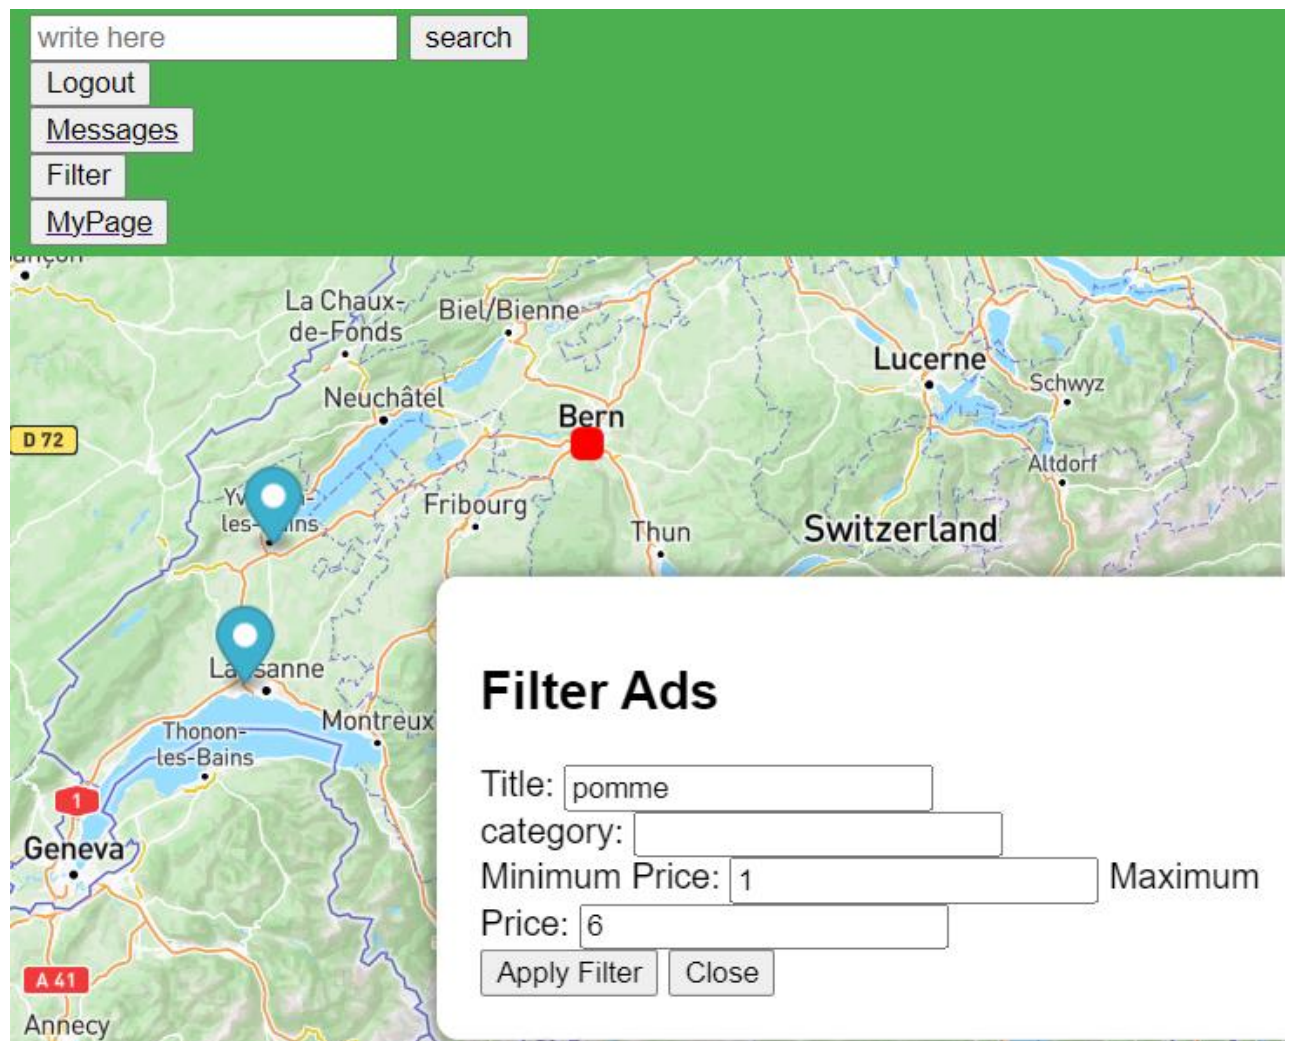 write here search
Logout
Messages
Filter
MyPage
La Chaux-
de-Fonds
Biel/Bienne
Lucerne
Schwyz
Neuchâtel
Bern
D 72
Altdorf
Fribourg
Thun
Switzerland
Lausanne
Montreux
Thonon-
les-Bains
1
Geneva
A 41
Annecy
Filter Ads
Title: pomme
category:
Minimum Price: 1 Maximum
Price: 6
Apply Filter Close